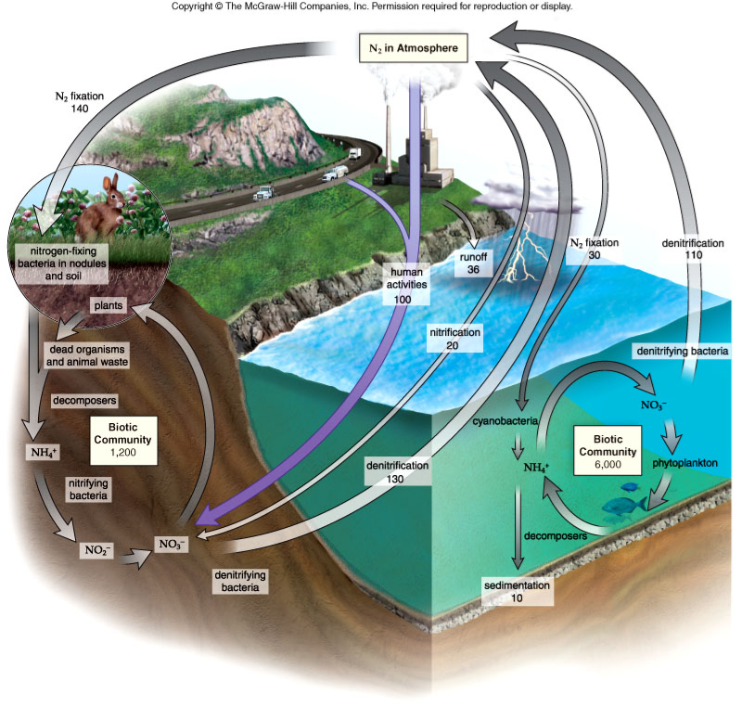 Copyright © The McGraw-Hill Companies, Inc. Permission required for reproduction or display.
N₂ in Atmosphere
N₂ fixation
140
nitrogen-fixing
bacteria in nodules
and soil
plants
dead organisms
and animal waste
decomposers
Biotic
Community
1,200
NH₄⁺
nitrifying
bacteria
NO₂⁻
NO₃⁻
denitrifying
bacteria
human
activities
100
runoff
36
nitrification
20
denitrification
130
N₂ fixation
30
denitrification
110
denitrifying bacteria
cyanobacteria
NO₃⁻
Biotic
Community
6,000
NH₄⁺
phytoplankton
decomposers
sedimentation
10